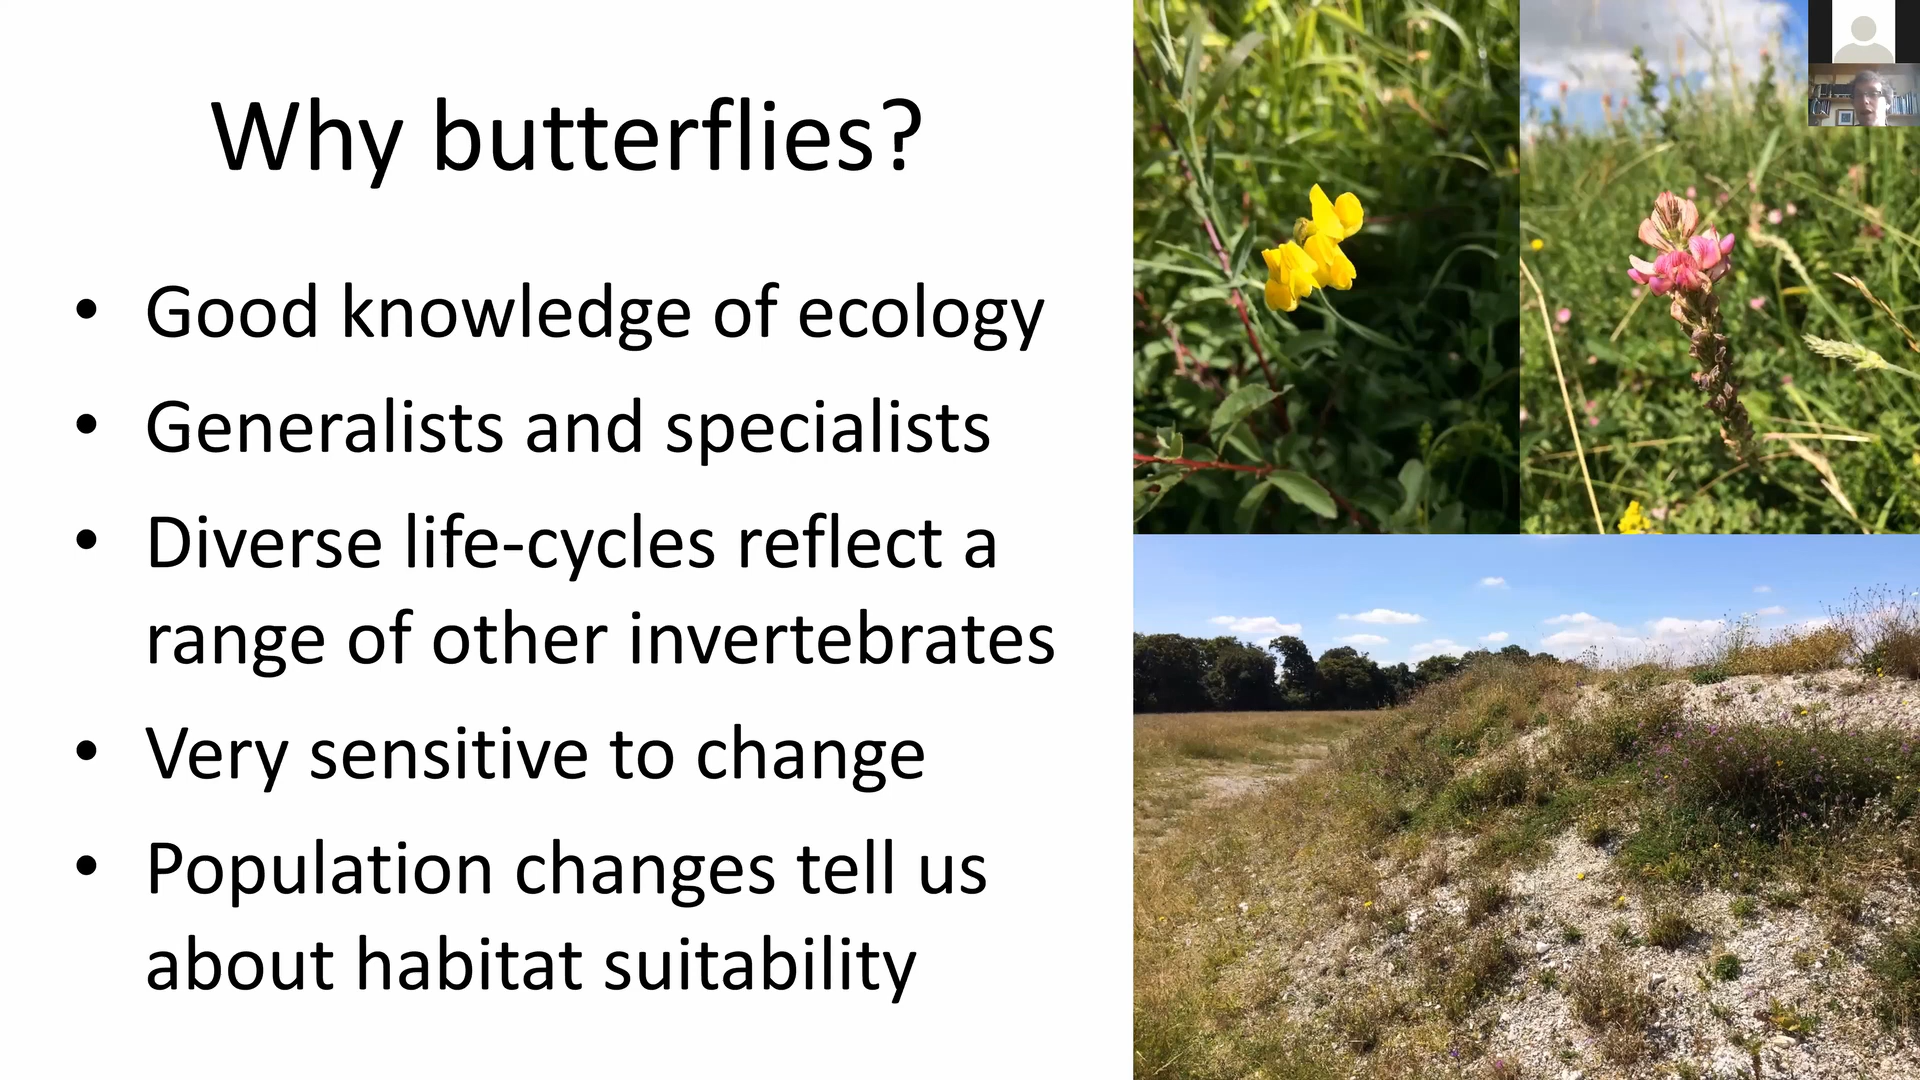 Why butterflies?
• Good knowledge of ecology
• Generalists and specialists
• Diverse life-cycles reflect a
range of other invertebrates
• Very sensitive to change
• Population changes tell us
about habitat suitability